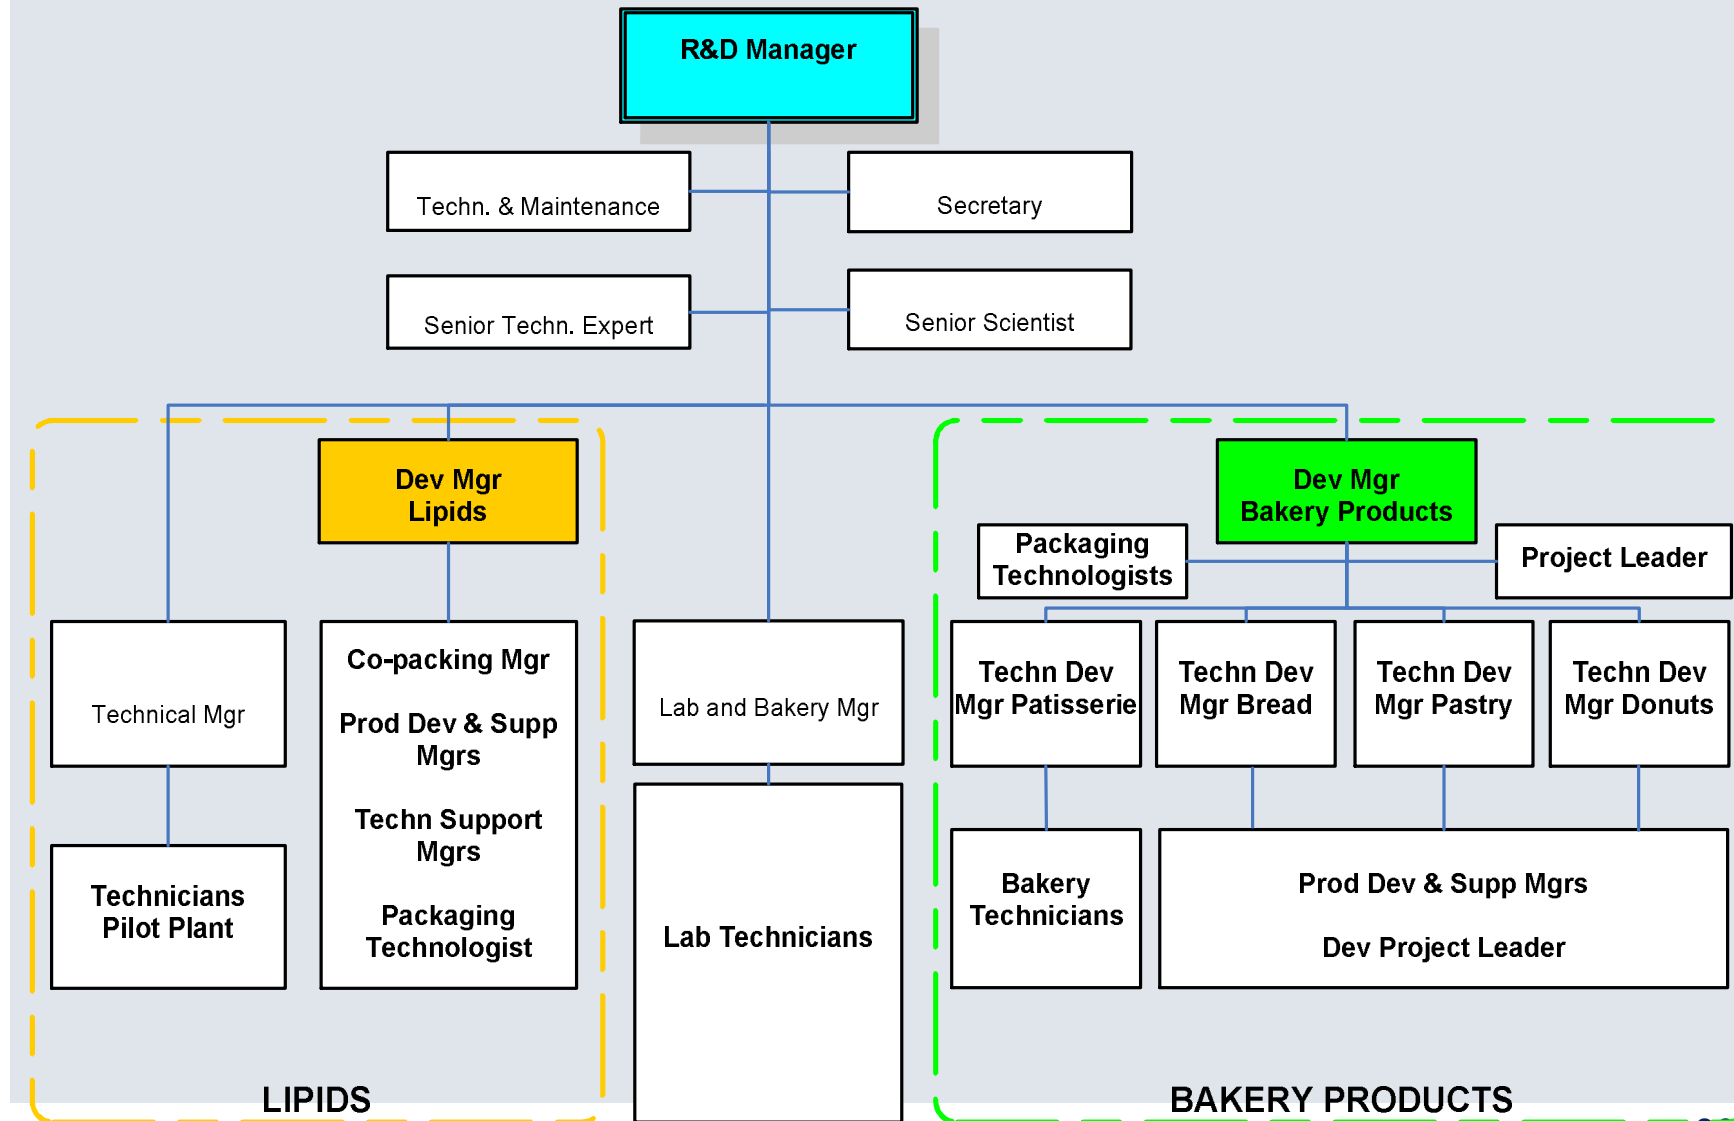 R&D Manager
Techn. & Maintenance
Secretary
Senior Techn. Expert
Senior Scientist
Dev Mgr
Lipids
Dev Mgr
Bakery Products
Packaging
Technologists
Project Leader
Technical Mgr
Co-packing Mgr
Prod Dev & Supp
Mgrs
Techn Support
Mgrs
Packaging
Technologist
Lab and Bakery Mgr
Techn Dev
Mgr Patisserie
Techn Dev
Mgr Bread
Techn Dev
Mgr Pastry
Techn Dev
Mgr Donuts
Technicians
Pilot Plant
Lab Technicians
Bakery
Technicians
Prod Dev & Supp Mgrs
Dev Project Leader
LIPIDS
BAKERY PRODUCTS